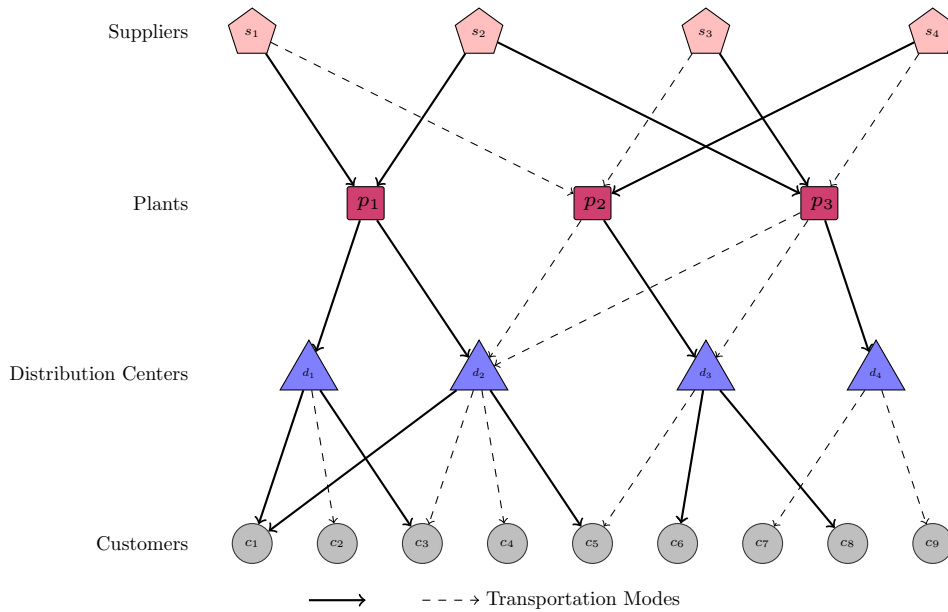 Suppliers s₁ s₂ s₃ s₄
Plants p₁ p₂ p₃
Distribution Centers d₁ d₂ d₃ d₄
Customers c₁ c₂ c₃ c₄ c₅ c₆ c₇ c₈ c₉
Transportation Modes